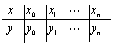 x x₀ x₁ ⋯ xₙ
y y₀ y₁ ⋯ yₙ